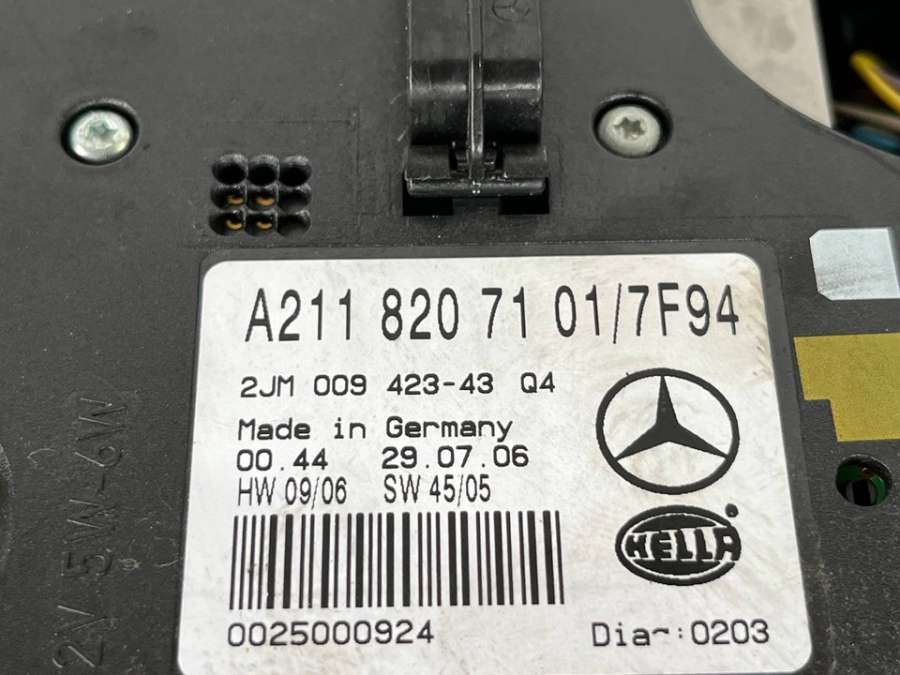 A211 820 71 01/7F94
2JM 009 423-43 Q4
Made in Germany
00.44 29.07.06
HW 09/06 SW 45/05
HELLA
0025000924
Dia~:0203
2V 5W-6W